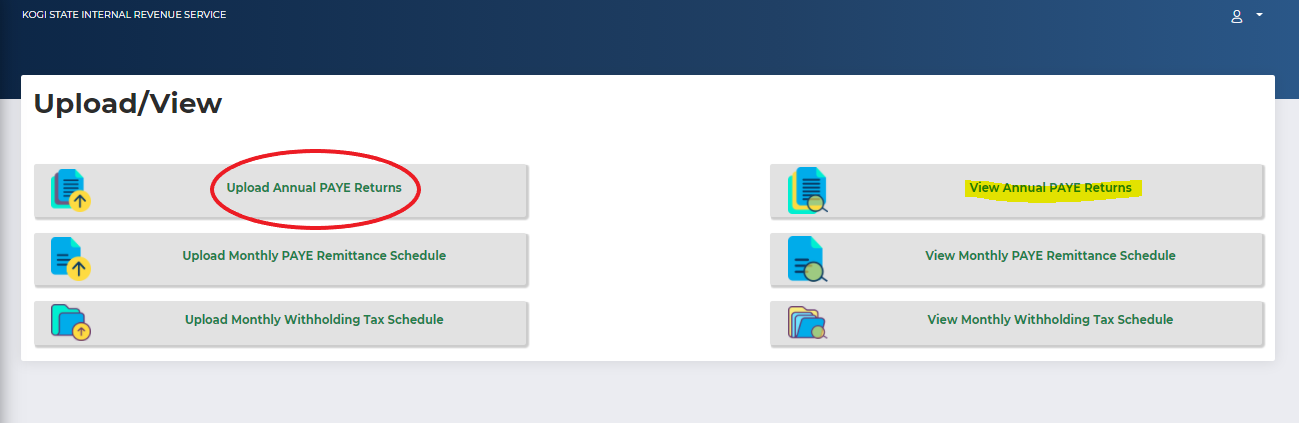 KOGI STATE INTERNAL REVENUE SERVICE
Upload/View
Upload Annual PAYE Returns
View Annual PAYE Returns
Upload Monthly PAYE Remittance Schedule
View Monthly PAYE Remittance Schedule
Upload Monthly Withholding Tax Schedule
View Monthly Withholding Tax Schedule